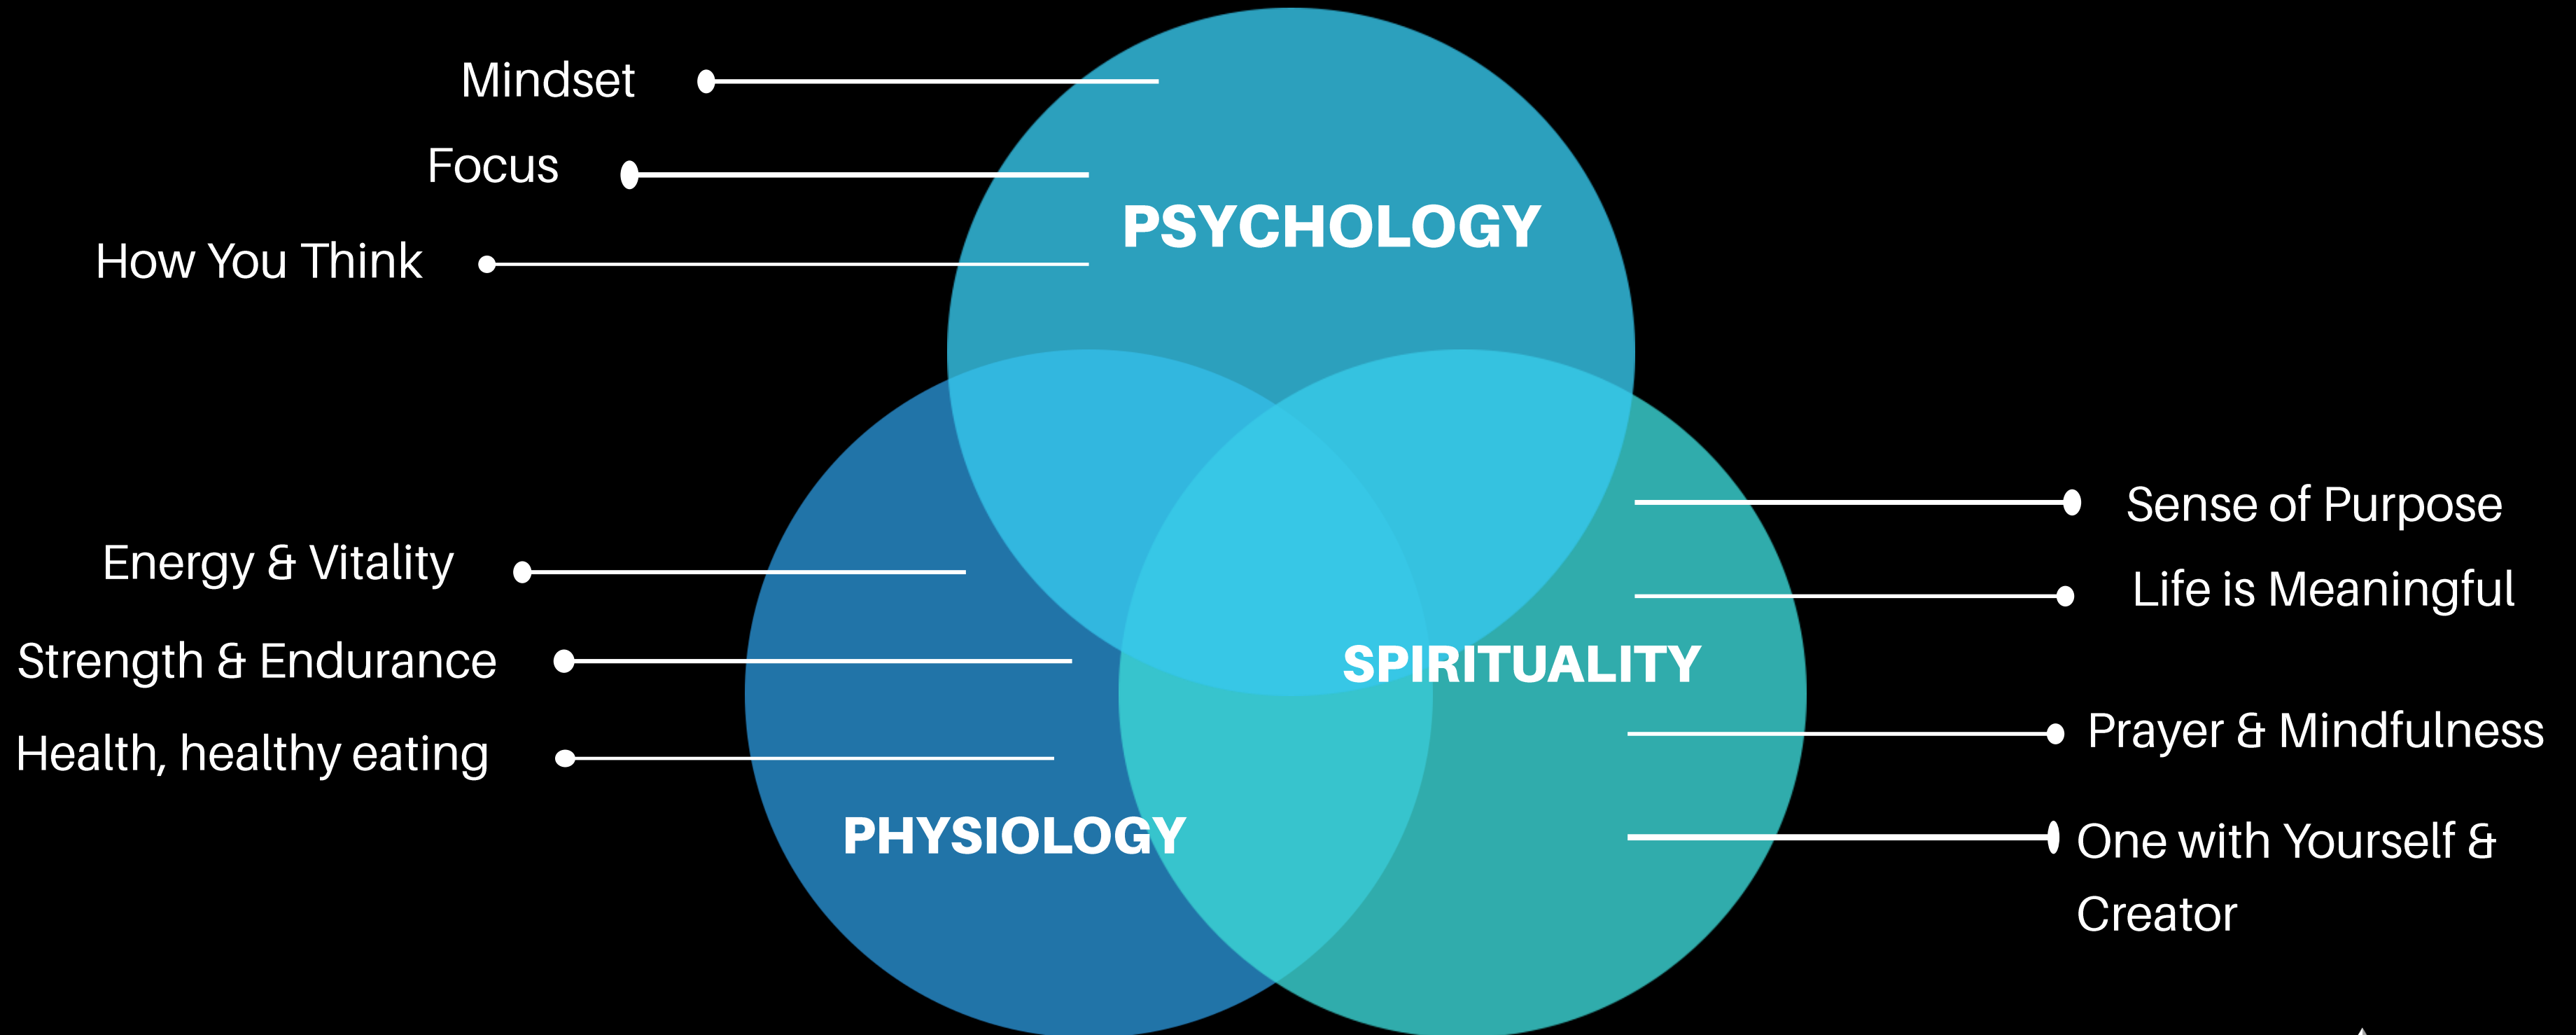 Mindset
Focus
PSYCHOLOGY
How You Think
Sense of Purpose
Energy & Vitality
Life is Meaningful
Strength & Endurance
SPIRITUALITY
Prayer & Mindfulness
Health, healthy eating
PHYSIOLOGY
One with Yourself &
Creator